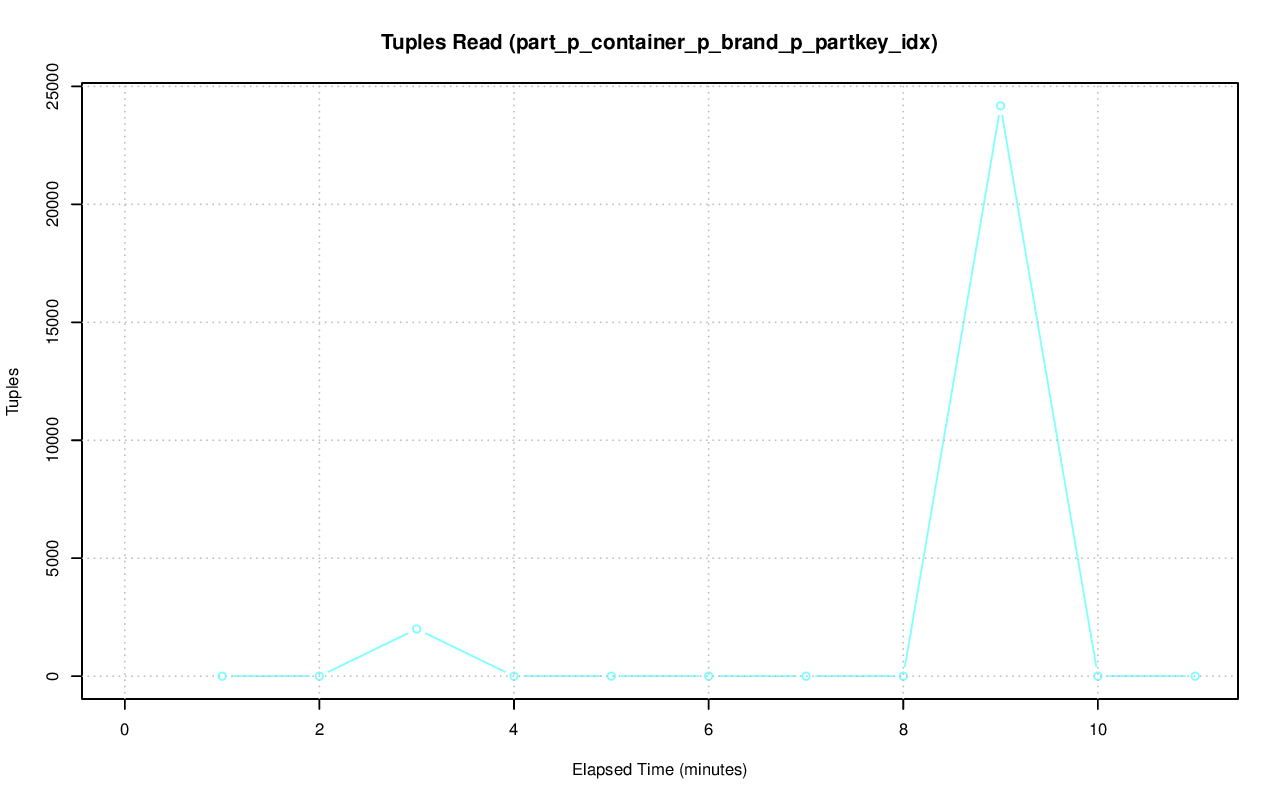 Tuples Read (part_p_container_p_brand_p_partkey_idx)
25000
20000
15000
10000
5000
0
Tuples
0 2 4 6 8 10
Elapsed Time (minutes)